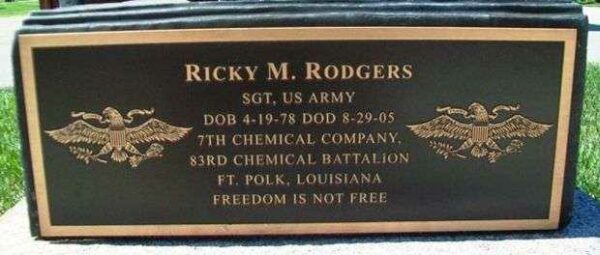 RICKY M. RODGERS
SGT, US ARMY
DOB 4-19-78 DOD 8-29-05
7TH CHEMICAL COMPANY,
83RD CHEMICAL BATTALION
FT. POLK, LOUISIANA
FREEDOM IS NOT FREE